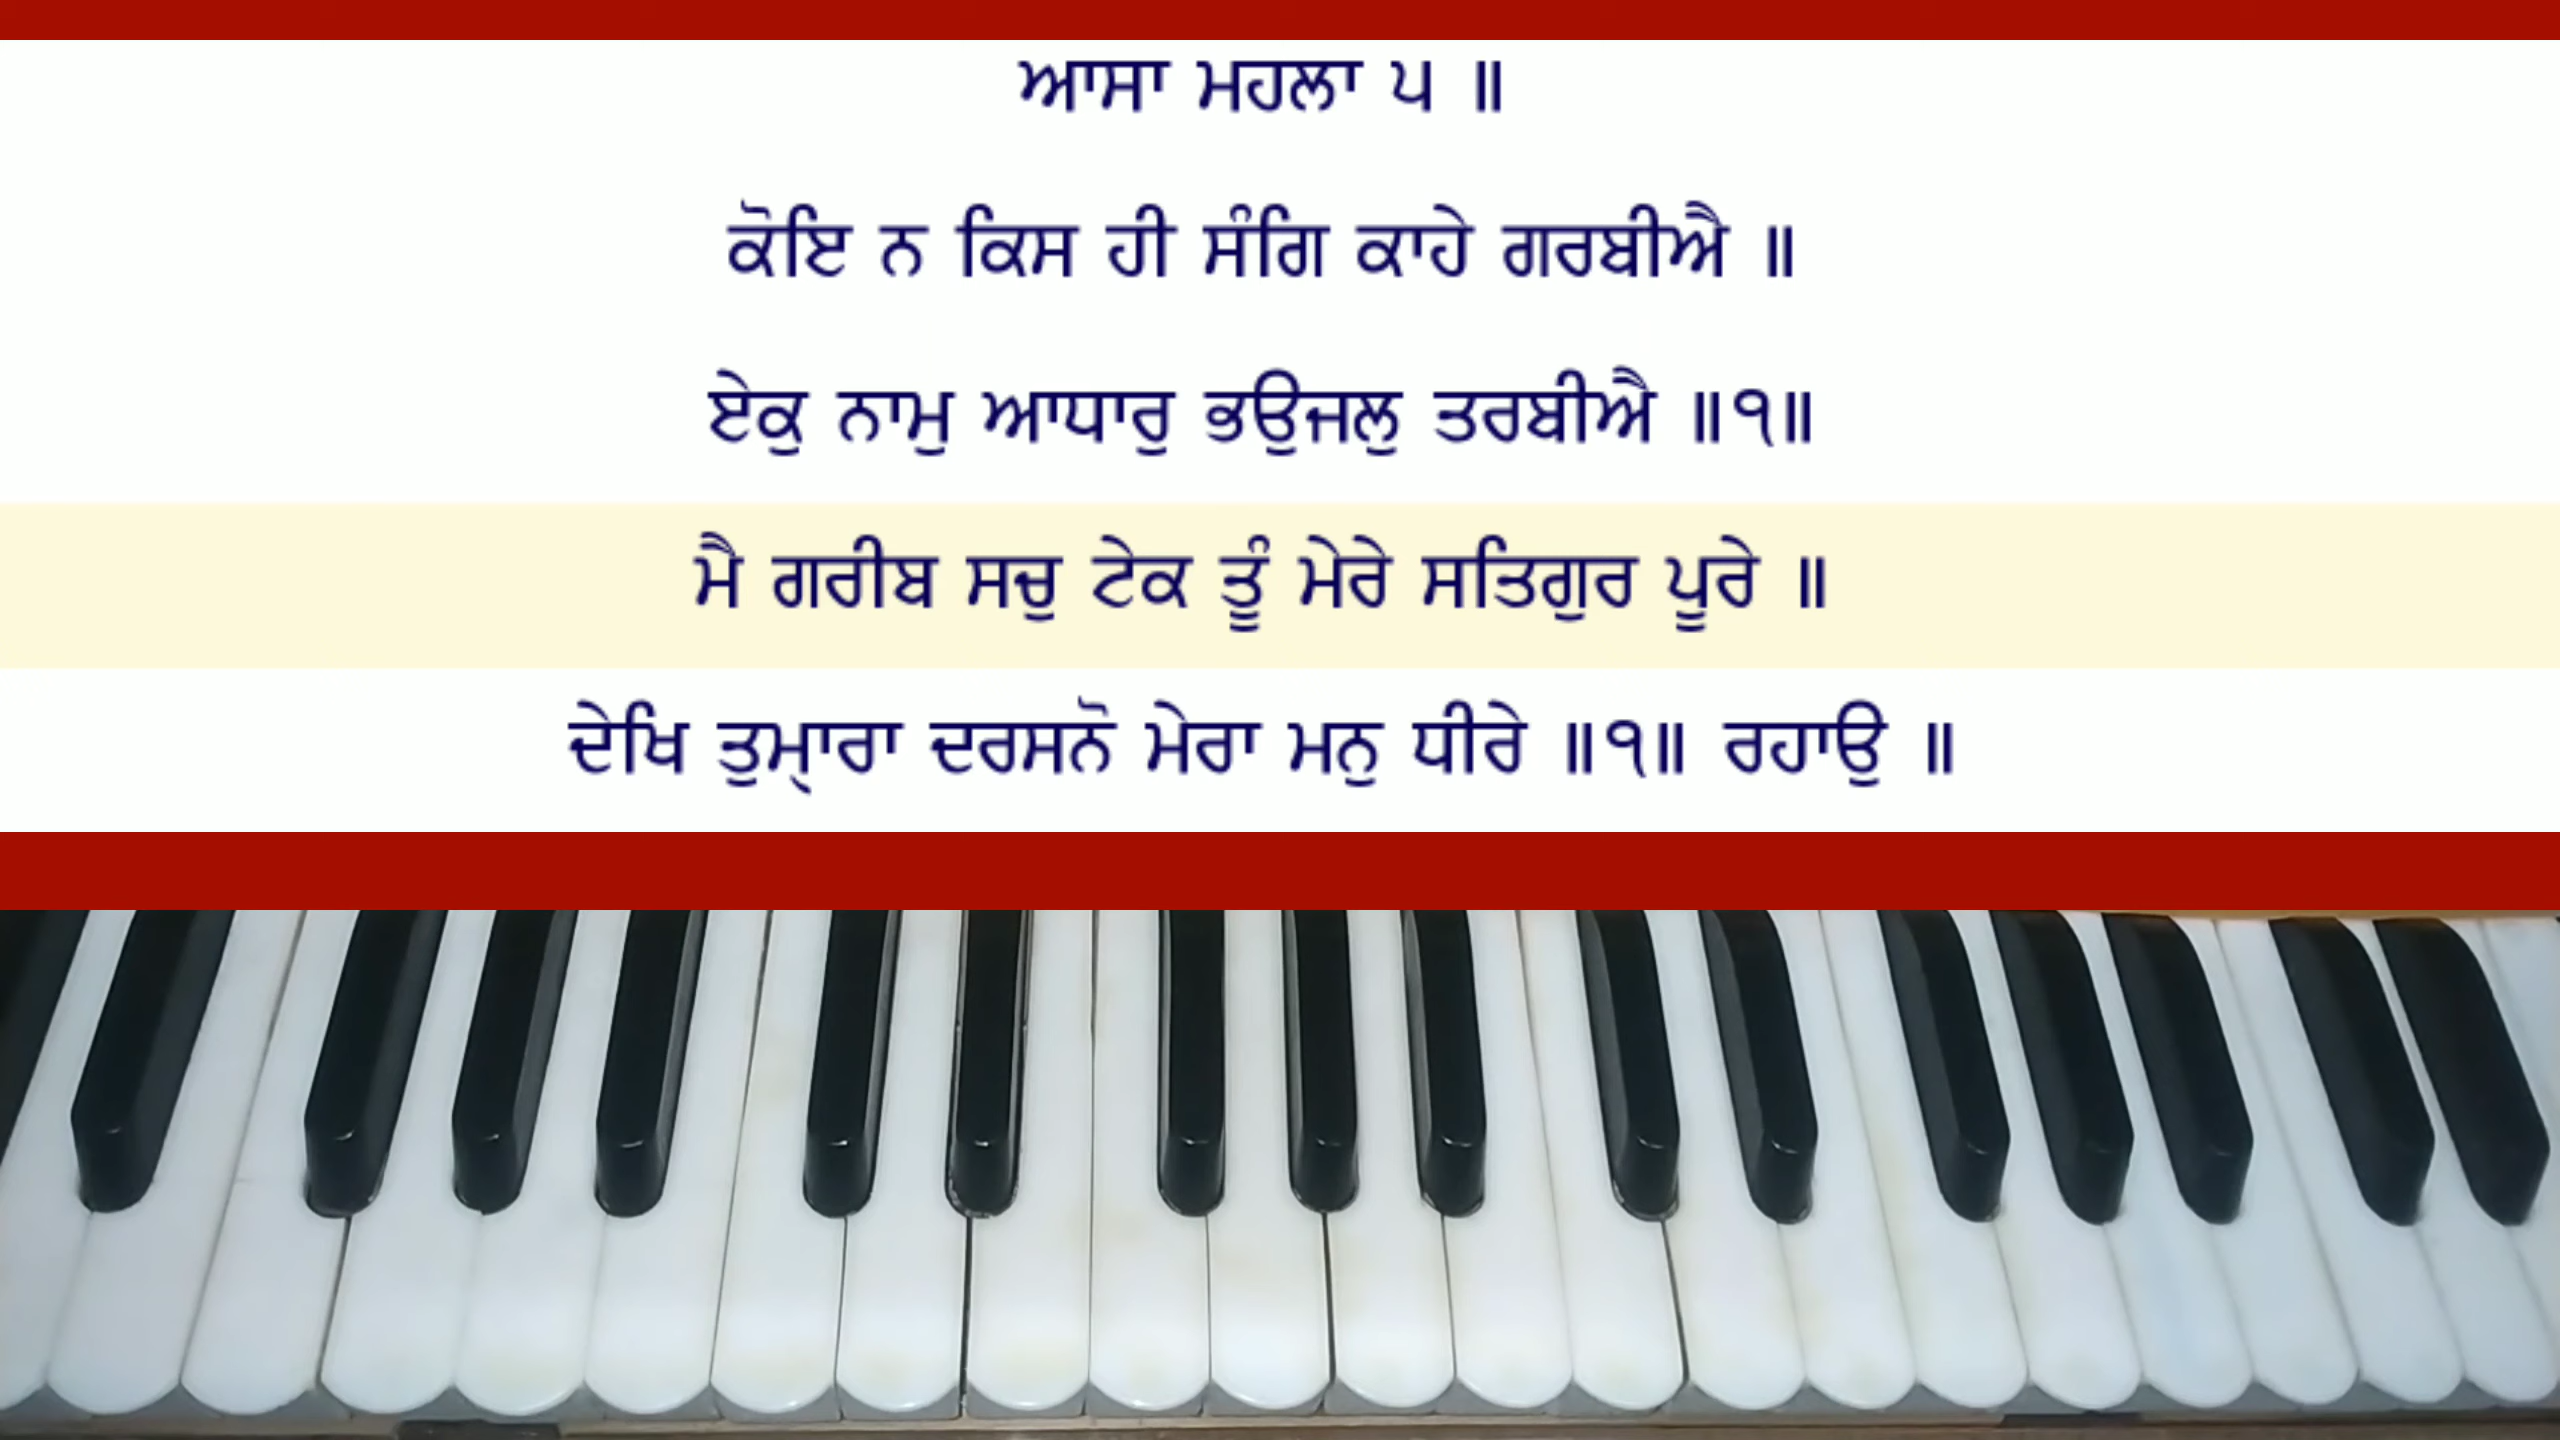 ਆਸਾ ਮਹਲਾ ੫ ॥
ਕੋਇ ਨ ਕਿਸ ਹੀ ਸੰਗਿ ਕਾਹੇ ਗਰਬੀਐ ॥
ਏਕੁ ਨਾਮੁ ਆਧਾਰੁ ਭਉਜਲੁ ਤਰਬੀਐ ॥੧॥
ਮੈ ਗਰੀਬ ਸਚੁ ਟੇਕ ਤੂੰ ਮੇਰੇ ਸਤਿਗੁਰ ਪੂਰੇ ॥
ਦੇਖਿ ਤੁਮ੍ਹਾਰਾ ਦਰਸਨੋ ਮੇਰਾ ਮਨੁ ਧੀਰੇ ॥੧॥ ਰਹਾਉ ॥